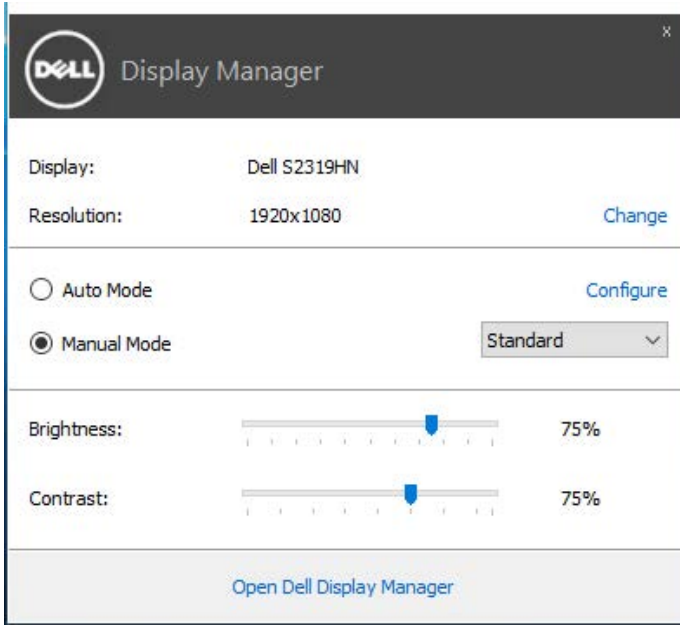 x
DELL Display Manager
Display: Dell S2319HN
Resolution: 1920x1080 Change
Auto Mode Configure
Manual Mode Standard
Brightness: 75%
Contrast: 75%
Open Dell Display Manager